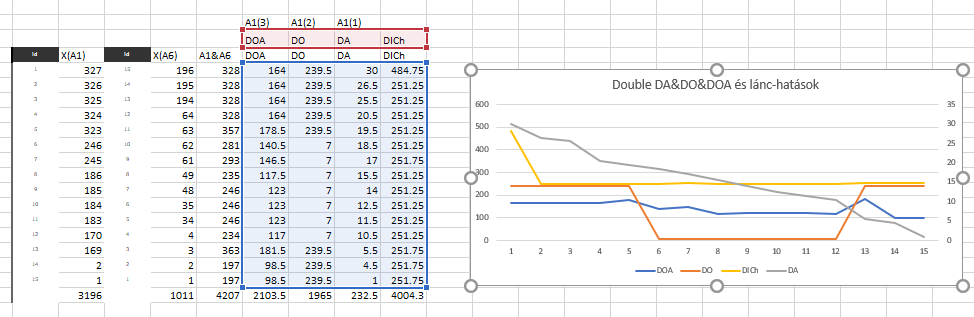 A1(3) A1(2) A1(1)
DOA DO DA DICh
Id X(A1) Id X(A6) A1&A6 DOA DO DA DICh
1 327 15 196 328 164 239.5 30 484.75
2 326 14 195 328 164 239.5 26.5 251.25
3 325 13 194 328 164 239.5 25.5 251.25
4 324 12 64 328 164 239.5 20.5 251.25
5 323 11 63 357 178.5 239.5 19.5 251.25
6 246 10 62 281 140.5 7 18.5 251.25
7 245 9 61 293 146.5 7 17 251.75
8 186 8 49 235 117.5 7 15.5 251.25
9 185 7 48 246 123 7 14 251.25
10 184 6 35 246 123 7 12.5 251.25
11 183 5 34 246 123 7 11.5 251.25
12 170 4 4 234 117 7 10.5 251.25
13 169 3 3 363 181.5 239.5 5.5 251.75
14 2 2 2 197 98.5 239.5 4.5 251.75
15 1 1 1 197 98.5 239.5 1 251.75
3196 1011 4207 2103.5 1965 232.5 4004.3
Double DA&DO&DOA és lánc-hatások
600 35
500 30
400 25
300 20
200 15
100 10
0 5
0
1 2 3 4 5 6 7 8 9 10 11 12 13 14 15
DOA DO DICh DA